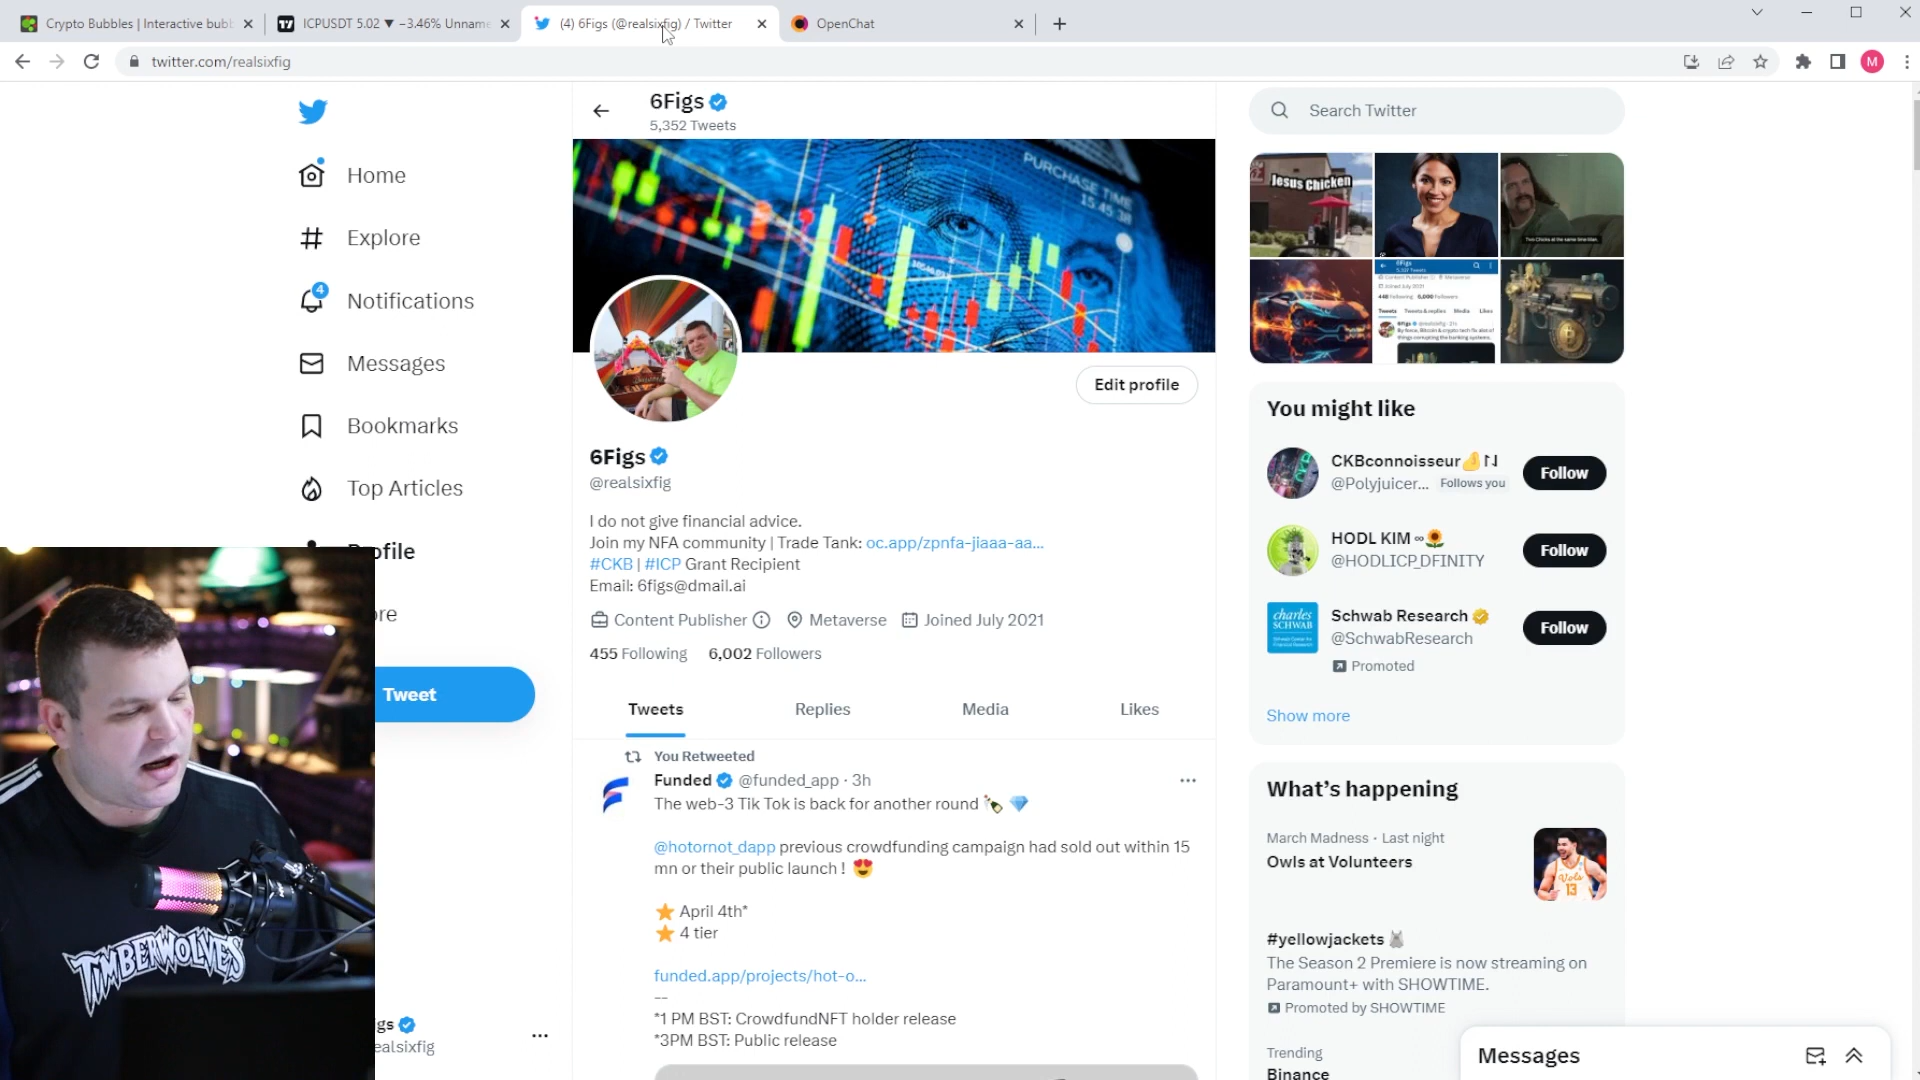 Crypto Bubbles | Interactive bubb
ICPUSDT 5.02 ▼ −3.46% Unname
(4) 6Figs (@realsixfig) / Twitter
OpenChat
twitter.com/realsixfig
M
6Figs
5,352 Tweets
Search Twitter
PURCHASE TIME
15:45:38
Jesus Chicken
Home
Explore
4
Notifications
Messages
Bookmarks
Top Articles
ofile
ore
Tweet
gs
ealsixfig
Edit profile
6Figs
@realsixfig
I do not give financial advice.
Join my NFA community | Trade Tank: oc.app/zpnfa-jiaaa-aa…
#CKB | #ICP Grant Recipient
Email: 6figs@dmail.ai
Content Publisher
Metaverse
Joined July 2021
455 Following
6,002 Followers
Tweets
Replies
Media
Likes
You Retweeted
Funded @funded_app · 3h
The web-3 Tik Tok is back for another round
@hotornot_dapp previous crowdfunding campaign had sold out within 15
mn or their public launch !
April 4th*
4 tier
funded.app/projects/hot-o…
--
*1 PM BST: CrowdfundNFT holder release
*3PM BST: Public release
You might like
CKBconnoisseur
@Polyjuicer… Follows you
Follow
HODL KIM ∞
@HODLICP_DFINITY
Follow
charles
SCHWAB
Schwab Research
@SchwabResearch
Promoted
Follow
Show more
What's happening
March Madness · Last night
Owls at Volunteers
Vols
13
#yellowjackets
The Season 2 Premiere is now streaming on
Paramount+ with SHOWTIME.
Promoted by SHOWTIME
Trending
Binance
Messages
TIMBERWOLVES